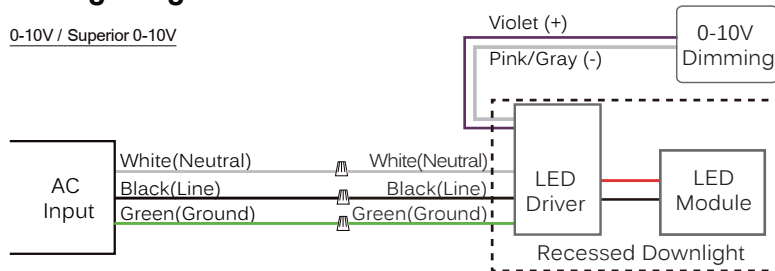 0-10V / Superior 0-10V
Violet (+)
Pink/Gray (-)
0-10V
Dimming
AC
Input
White(Neutral)
Black(Line)
Green(Ground)
White(Neutral)
Black(Line)
Green(Ground)
LED
Driver
LED
Module
Recessed Downlight